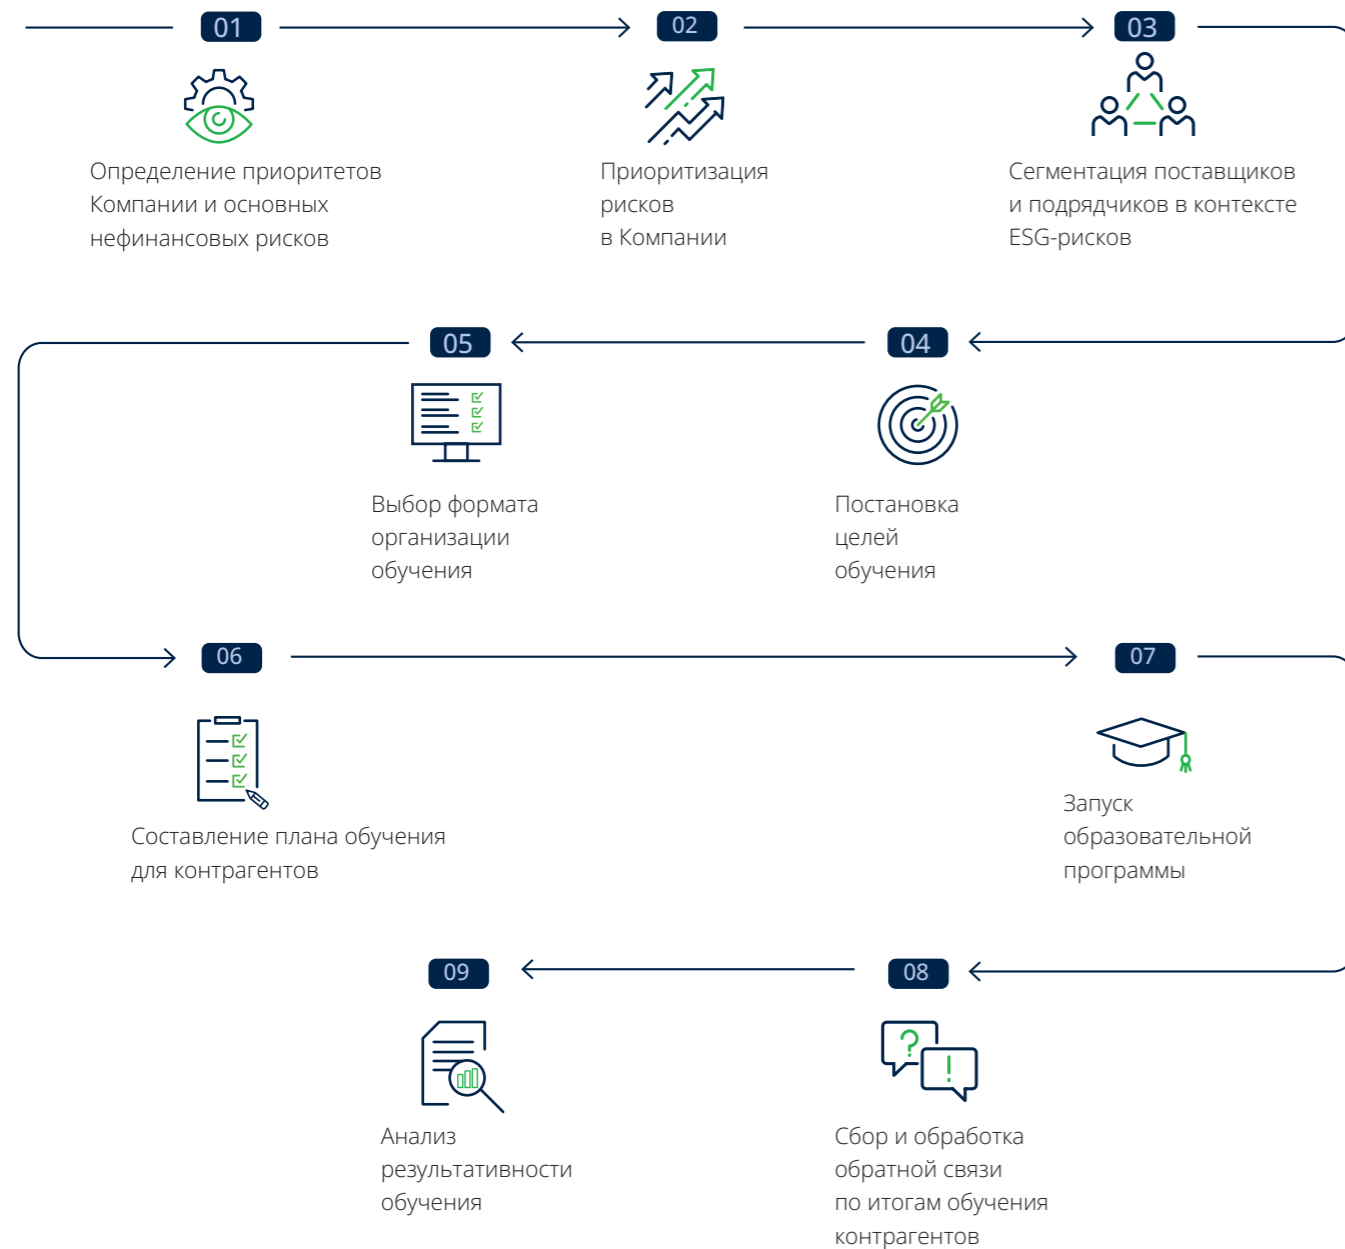 01
02
03
Определение приоритетов
Компании и основных
нефинансовых рисков
Приоритизация
рисков
в Компании
Сегментация поставщиков
и подрядчиков в контексте
ESG-рисков
04
05
Постановка
целей
обучения
Выбор формата
организации
обучения
06
07
Составление плана обучения
для контрагентов
Запуск
образовательной
программы
08
09
Сбор и обработка
обратной связи
по итогам обучения
контрагентов
Анализ
результативности
обучения